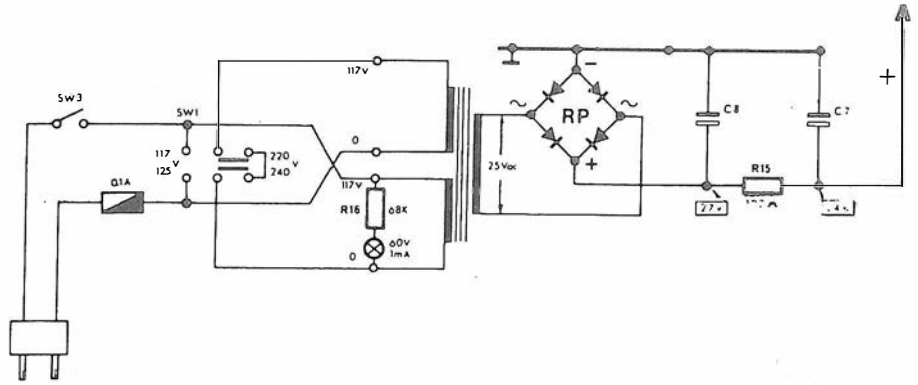 SW3
0.1A
SW1
117
125
V
117V
220
240
V
0
117V
R16
68K
60V
1mA
0
25Vac
~
RP
~
-
+
C8
C7
R15
27v
+